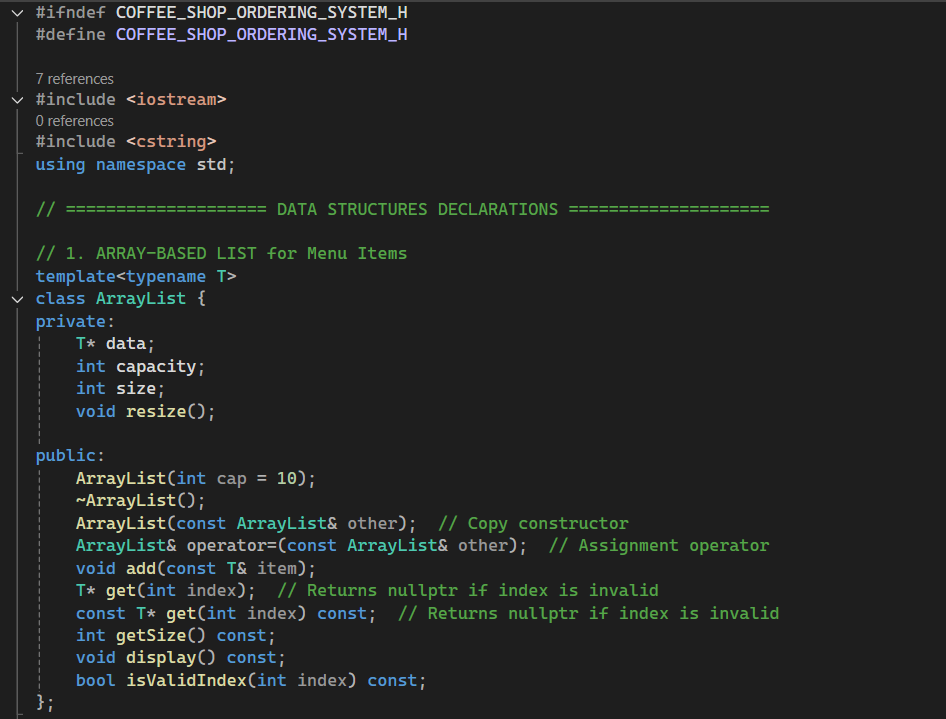 #ifndef COFFEE_SHOP_ORDERING_SYSTEM_H
#define COFFEE_SHOP_ORDERING_SYSTEM_H
7 references
#include <iostream>
0 references
#include <cstring>
using namespace std;
// ==================== DATA STRUCTURES DECLARATIONS ====================
// 1. ARRAY-BASED LIST for Menu Items
template<typename T>
class ArrayList {
private:
    T* data;
    int capacity;
    int size;
    void resize();
public:
    ArrayList(int cap = 10);
    ~ArrayList();
    ArrayList(const ArrayList& other);  // Copy constructor
    ArrayList& operator=(const ArrayList& other);  // Assignment operator
    void add(const T& item);
    T* get(int index);  // Returns nullptr if index is invalid
    const T* get(int index) const;  // Returns nullptr if index is invalid
    int getSize() const;
    void display() const;
    bool isValidIndex(int index) const;
};